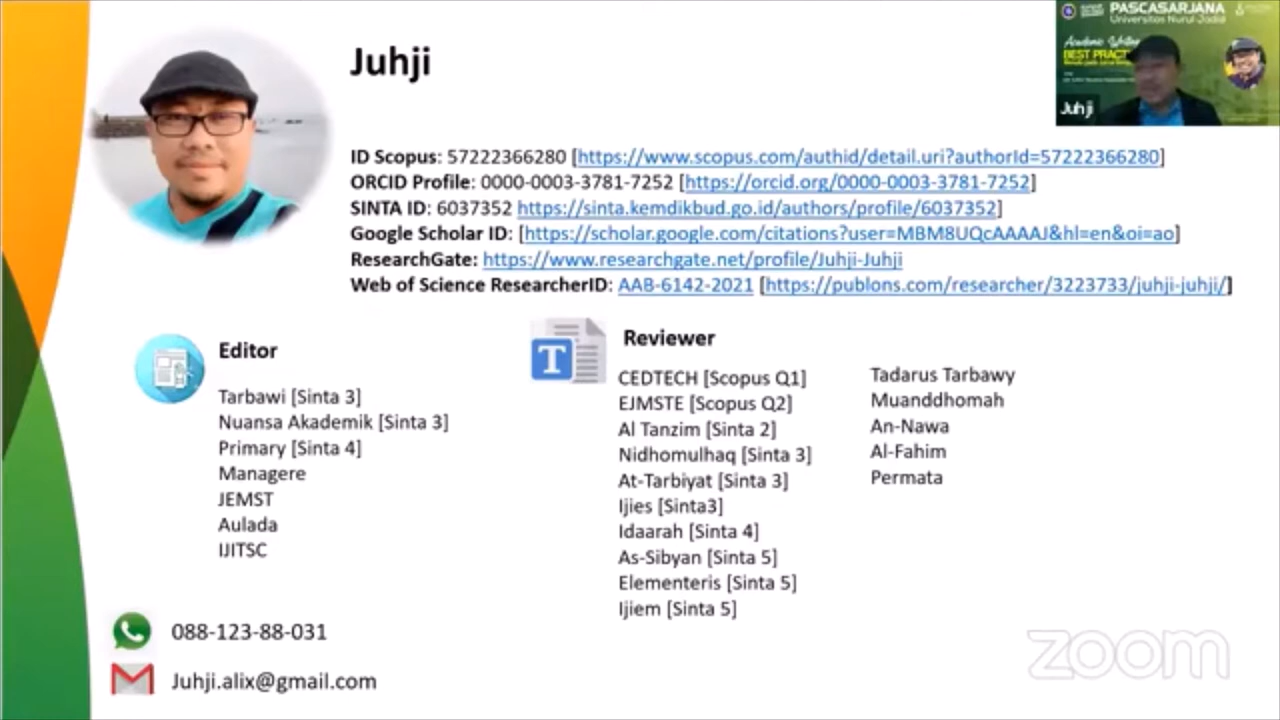 Juhji
ID Scopus: 57222366280 [https://www.scopus.com/authid/detail.uri?authorId=57222366280]
ORCID Profile: 0000-0003-3781-7252 [https://orcid.org/0000-0003-3781-7252]
SINTA ID: 6037352 https://sinta.kemdikbud.go.id/authors/profile/6037352]
Google Scholar ID: [https://scholar.google.com/citations?user=MBM8UQcAAAAJ&hl=en&oi=ao]
ResearchGate: https://www.researchgate.net/profile/Juhji-Juhji
Web of Science ResearcherID: AAB-6142-2021 [https://publons.com/researcher/3223733/juhji-juhji/]
Editor
Tarbawi [Sinta 3]
Nuansa Akademik [Sinta 3]
Primary [Sinta 4]
Managere
JEMST
Aulada
IJITSC
T
Reviewer
CEDTECH [Scopus Q1]
EJMSTE [Scopus Q2]
Al Tanzim [Sinta 2]
Nidhomulhaq [Sinta 3]
At-Tarbiyat [Sinta 3]
Ijies [Sinta3]
Idaarah [Sinta 4]
As-Sibyan [Sinta 5]
Elementeris [Sinta 5]
Ijiem [Sinta 5]
Tadarus Tarbawy
Muanddhomah
An-Nawa
Al-Fahim
Permata
088-123-88-031
Juhji.alix@gmail.com
PASCASARJANA
Universitas Nurul Jadid
Academic
BEST
Juhji
zoom